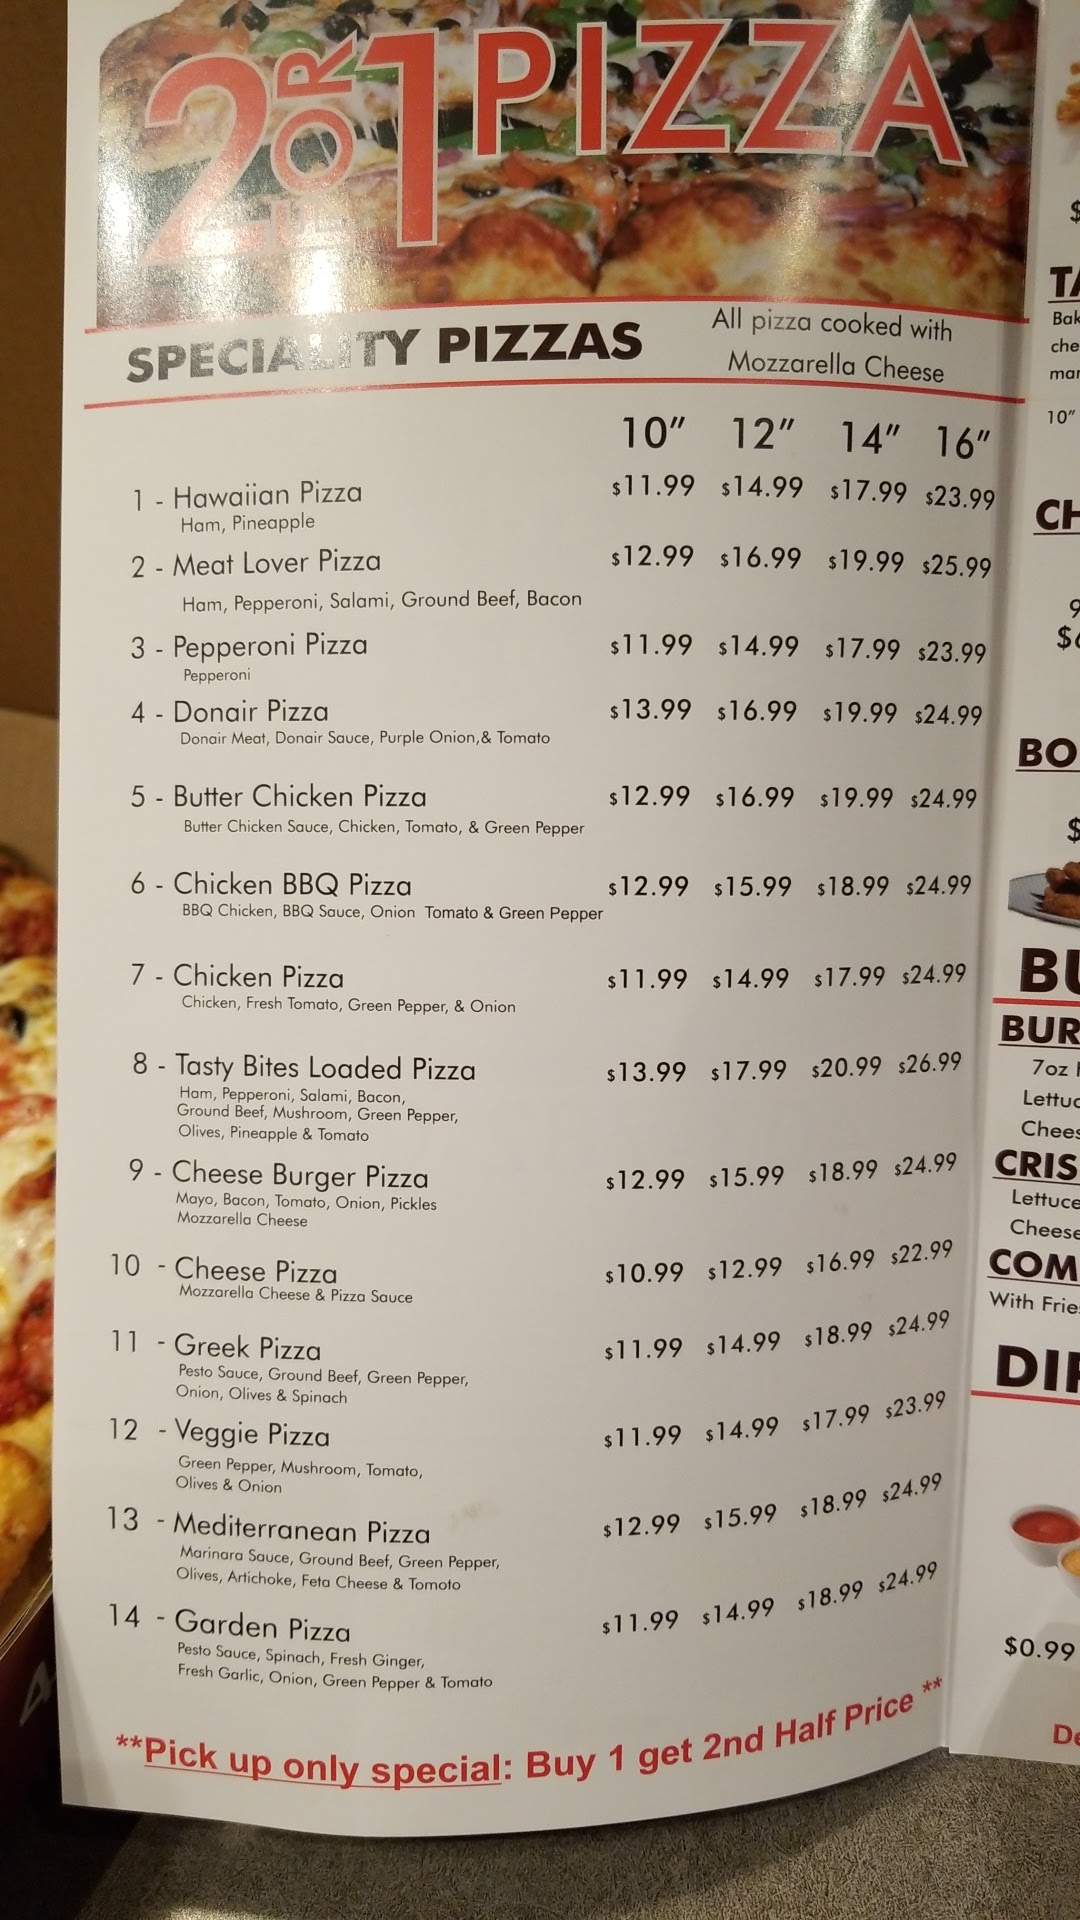 2 FOR 1 PIZZA
SPECIALITY PIZZAS
All pizza cooked with
Mozzarella Cheese
10" 12" 14" 16"
1 - Hawaiian Pizza $11.99 $14.99 $17.99 $23.99
Ham, Pineapple
2 - Meat Lover Pizza $12.99 $16.99 $19.99 $25.99
Ham, Pepperoni, Salami, Ground Beef, Bacon
3 - Pepperoni Pizza $11.99 $14.99 $17.99 $23.99
Pepperoni
4 - Donair Pizza $13.99 $16.99 $19.99 $24.99
Donair Meat, Donair Sauce, Purple Onion,& Tomato
5 - Butter Chicken Pizza $12.99 $16.99 $19.99 $24.99
Butter Chicken Sauce, Chicken, Tomato, & Green Pepper
6 - Chicken BBQ Pizza $12.99 $15.99 $18.99 $24.99
BBQ Chicken, BBQ Sauce, Onion Tomato & Green Pepper
7 - Chicken Pizza $11.99 $14.99 $17.99 $24.99
Chicken, Fresh Tomato, Green Pepper, & Onion
8 - Tasty Bites Loaded Pizza $13.99 $17.99 $20.99 $26.99
Ham, Pepperoni, Salami, Bacon,
Ground Beef, Mushroom, Green Pepper,
Olives, Pineapple & Tomato
9 - Cheese Burger Pizza $12.99 $15.99 $18.99 $24.99
Mayo, Bacon, Tomato, Onion, Pickles
Mozzarella Cheese
10 - Cheese Pizza $10.99 $12.99 $16.99 $22.99
Mozzarella Cheese & Pizza Sauce
11 - Greek Pizza $11.99 $14.99 $18.99 $24.99
Pesto Sauce, Ground Beef, Green Pepper,
Onion, Olives & Spinach
12 - Veggie Pizza $11.99 $14.99 $17.99 $23.99
Green Pepper, Mushroom, Tomato,
Olives & Onion
13 - Mediterranean Pizza $12.99 $15.99 $18.99 $24.99
Marinara Sauce, Ground Beef, Green Pepper,
Olives, Artichoke, Feta Cheese & Tomoto
14 - Garden Pizza $11.99 $14.99 $18.99 $24.99
Pesto Sauce, Spinach, Fresh Ginger,
Fresh Garlic, Onion, Green Pepper & Tomato
**Pick up only special: Buy 1 get 2nd Half Price **
10"
7oz
Lettuce
With
$0.99